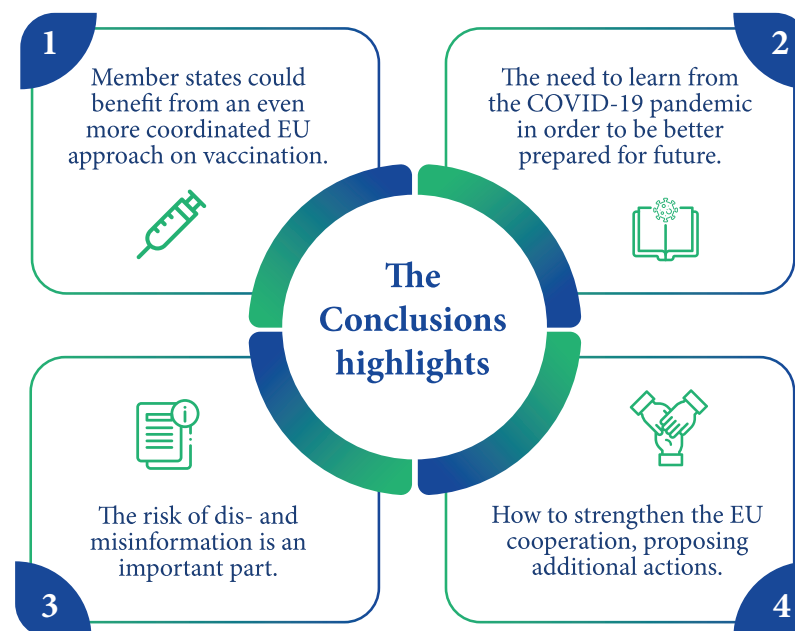 1
Member states could
benefit from an even
more coordinated EU
approach on vaccination.
2
The need to learn from
the COVID-19 pandemic
in order to be better
prepared for future.
The
Conclusions
highlights
3
The risk of dis- and
misinformation is an
important part.
4
How to strengthen the EU
cooperation, proposing
additional actions.